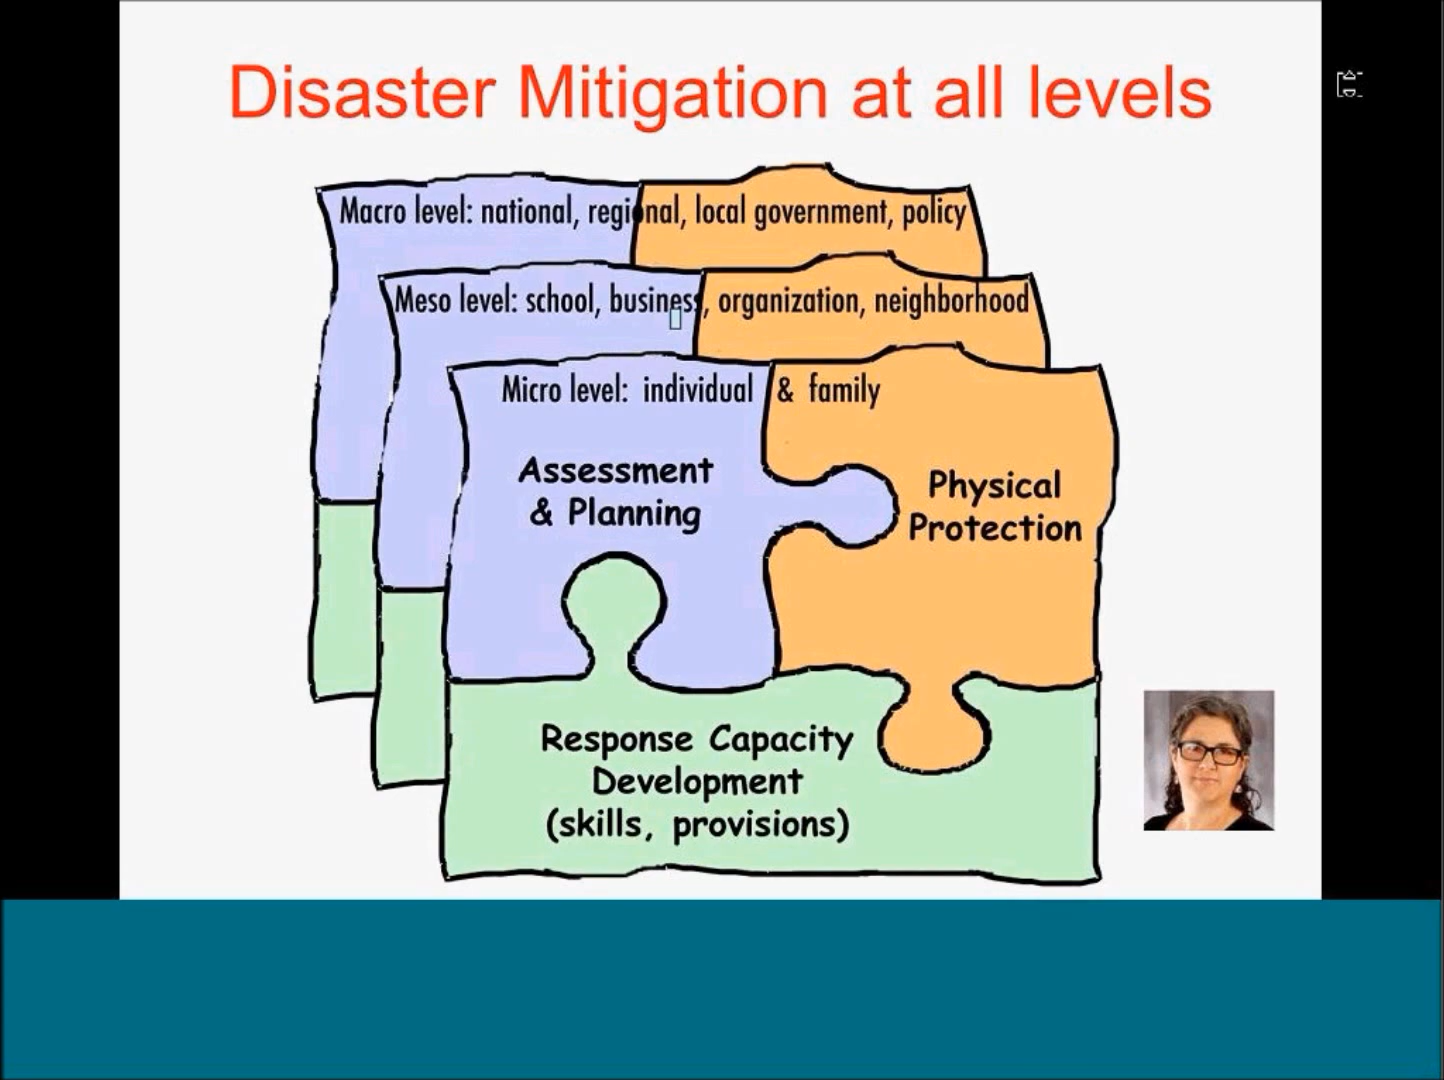 Disaster Mitigation at all levels
Macro level: national, regional, local government, policy
Meso level: school, business, organization, neighborhood
Micro level: individual & family
Assessment
& Planning
Physical
Protection
Response Capacity
Development
(skills, provisions)